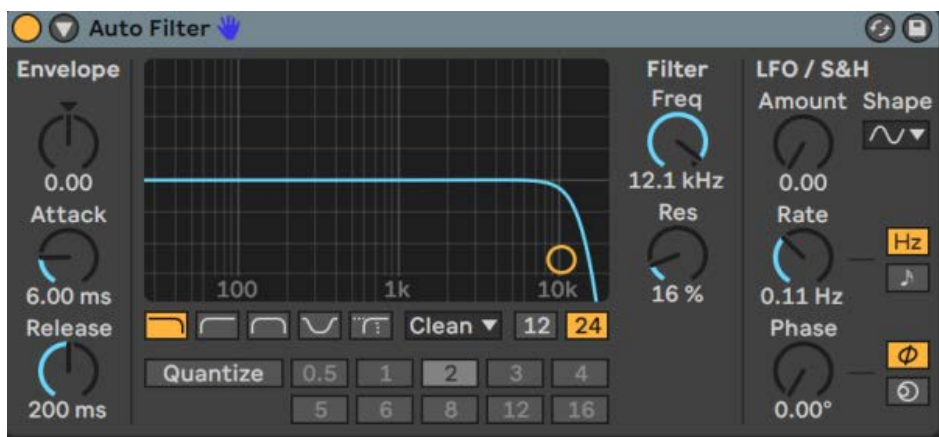 Auto Filter
Envelope
0.00
Attack
6.00 ms
Release
200 ms
100 1k 10k
Clean 12 24
Quantize 0.5 1 2 3 4
5 6 8 12 16
Filter
Freq
12.1 kHz
Res
16 %
LFO / S&H
Amount Shape
0.00
Rate
Hz
0.11 Hz
Phase
0.00°